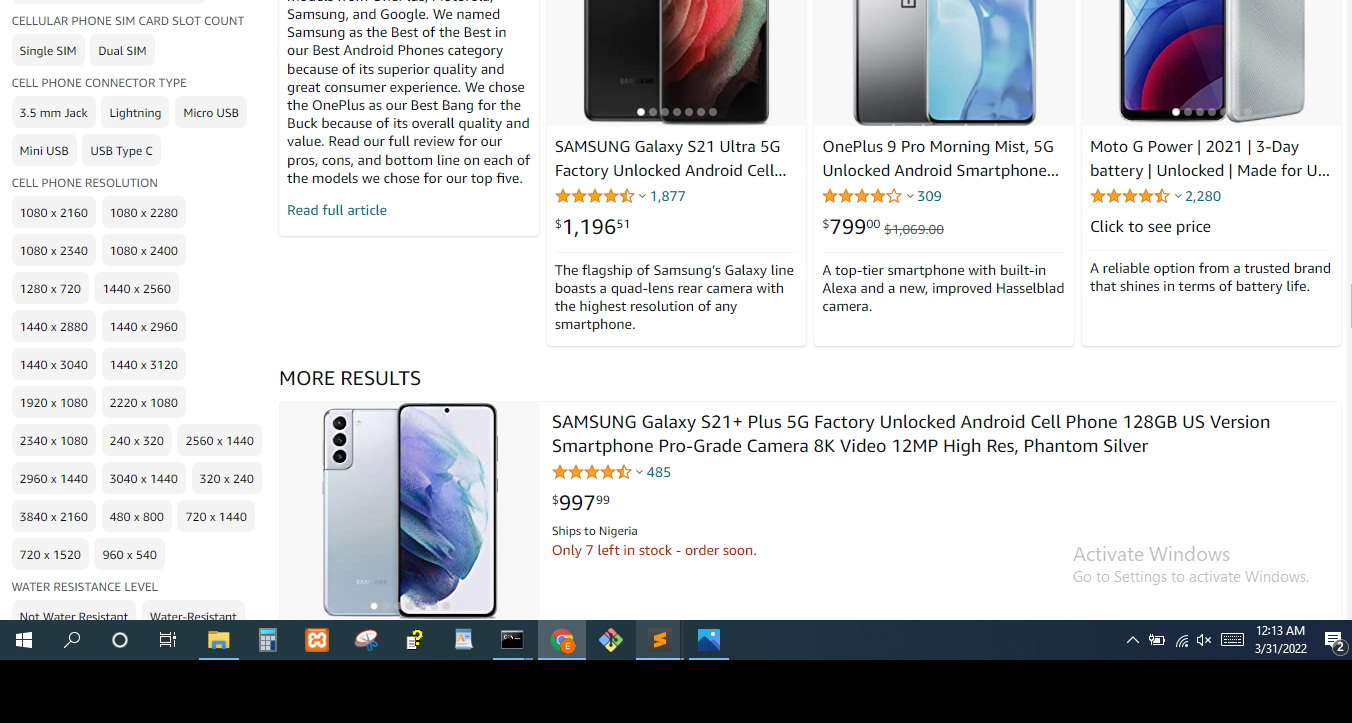 CELLULAR PHONE SIM CARD SLOT COUNT
Single SIM
Dual SIM
CELL PHONE CONNECTOR TYPE
3.5 mm Jack
Lightning
Micro USB
Mini USB
USB Type C
CELL PHONE RESOLUTION
1080 x 2160
1080 x 2280
1080 x 2340
1080 x 2400
1280 x 720
1440 x 2560
1440 x 2880
1440 x 2960
1440 x 3040
1440 x 3120
1920 x 1080
2220 x 1080
2340 x 1080
240 x 320
2560 x 1440
2960 x 1440
3040 x 1440
320 x 240
3840 x 2160
480 x 800
720 x 1440
720 x 1520
960 x 540
WATER RESISTANCE LEVEL
Not Water Resistant
Water-Resistant
Samsung, and Google. We named
Samsung as the Best of the Best in
our Best Android Phones category
because of its superior quality and
great consumer experience. We chose
the OnePlus as our Best Bang for the
Buck because of its overall quality and
value. Read our full review for our
pros, cons, and bottom line on each of
the models we chose for our top five.
Read full article
SAMSUNG Galaxy S21 Ultra 5G
Factory Unlocked Android Cell...
1,877
$1,19651
The flagship of Samsung's Galaxy line
boasts a quad-lens rear camera with
the highest resolution of any
smartphone.
OnePlus 9 Pro Morning Mist, 5G
Unlocked Android Smartphone...
309
$79900 $1,069.00
A top-tier smartphone with built-in
Alexa and a new, improved Hasselblad
camera.
Moto G Power | 2021 | 3-Day
battery | Unlocked | Made for U...
2,280
Click to see price
A reliable option from a trusted brand
that shines in terms of battery life.
MORE RESULTS
SAMSUNG Galaxy S21+ Plus 5G Factory Unlocked Android Cell Phone 128GB US Version
Smartphone Pro-Grade Camera 8K Video 12MP High Res, Phantom Silver
485
$99799
Ships to Nigeria
Only 7 left in stock - order soon.
Activate Windows
Go to Settings to activate Windows.
12:13 AM
3/31/2022
2